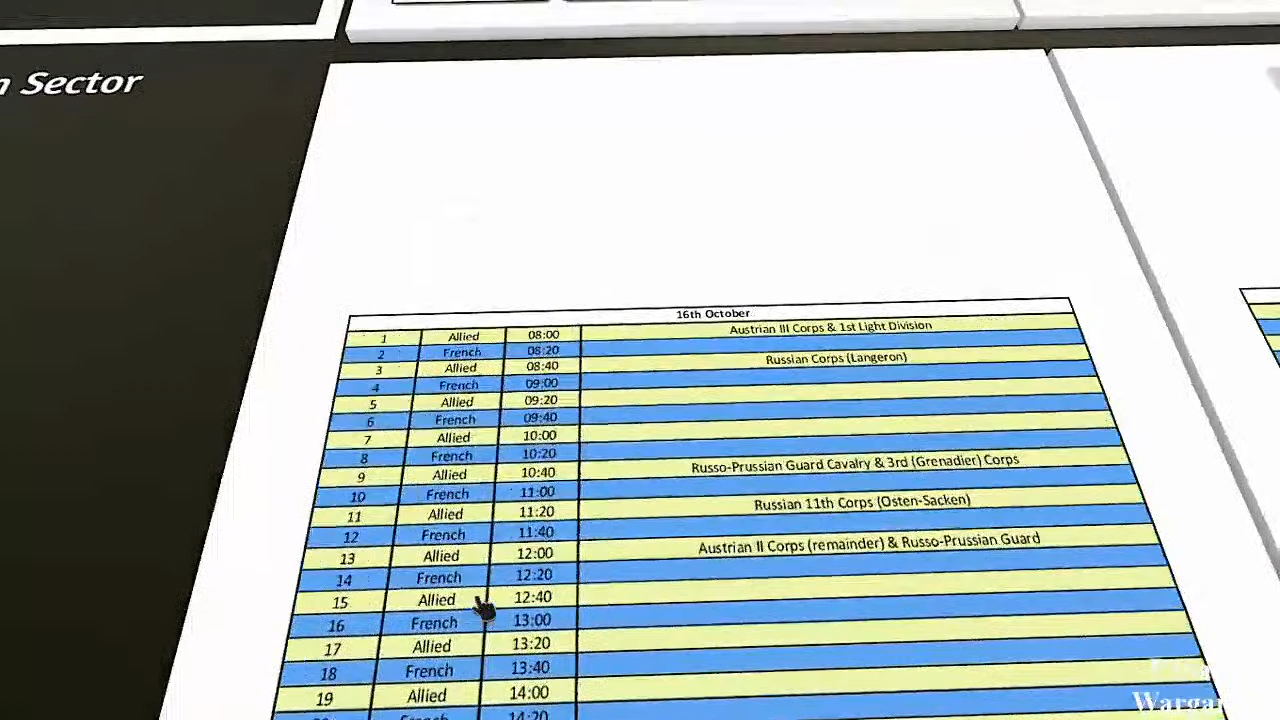 Sector
16th October
1 Allied 08:00 Austrian III Corps & 1st Light Division
2 French 08:20
3 Allied 08:40 Russian Corps (Langeron)
4 French 09:00
5 Allied 09:20
6 French 09:40
7 Allied 10:00
8 French 10:20
9 Allied 10:40 Russo-Prussian Guard Cavalry & 3rd (Grenadier) Corps
10 French 11:00
11 Allied 11:20 Russian 11th Corps (Osten-Sacken)
12 French 11:40
13 Allied 12:00 Austrian II Corps (remainder) & Russo-Prussian Guard
14 French 12:20
15 Allied 12:40
16 French 13:00
17 Allied 13:20
18 French 13:40
19 Allied 14:00
French 14:20